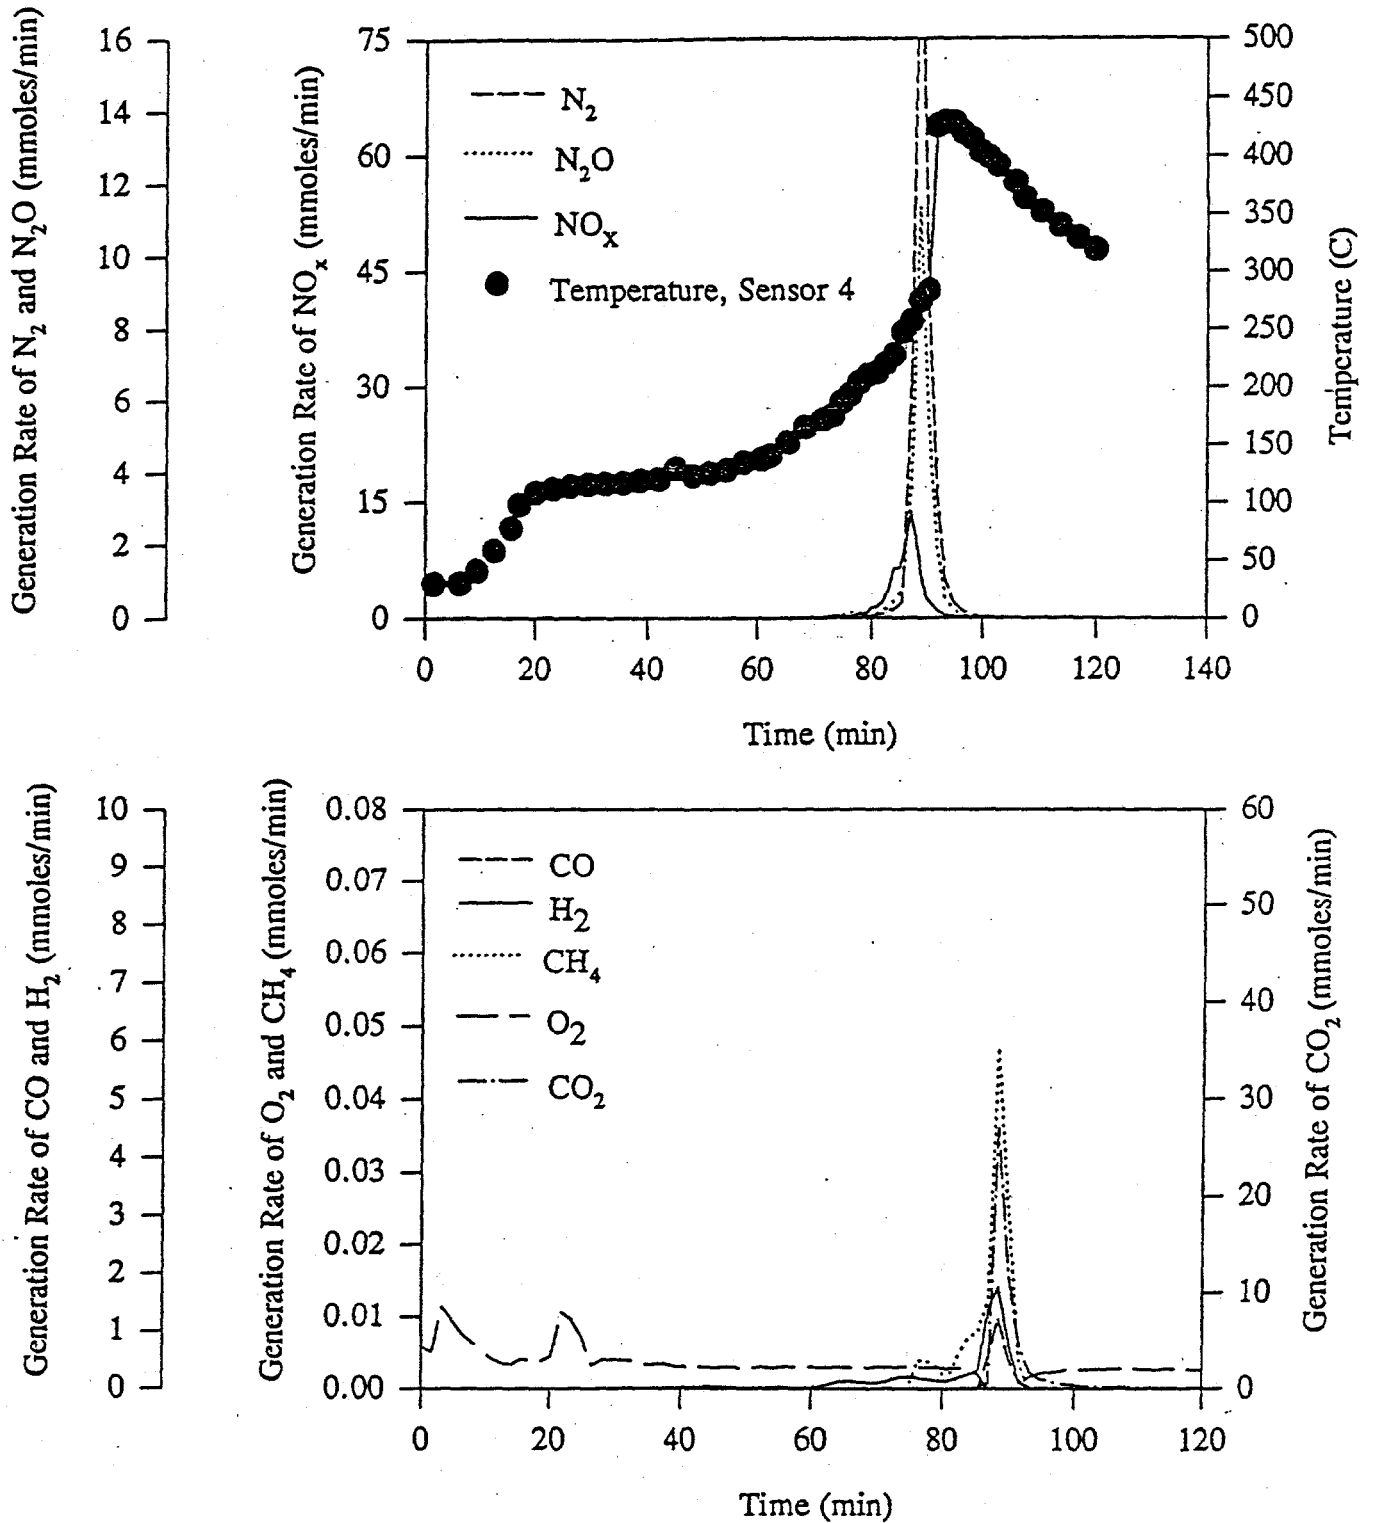 Generation Rate of N2 and N2O (mmoles/min)
16
14
12
10
8
6
4
2
0
Generation Rate of NOx (mmoles/min)
75
60
45
30
15
0
N2
N2O
NOx
Temperature, Sensor 4
500
450
400
350
300
250
200
150
100
50
0
Temperature (C)
0 20 40 60 80 100 120 140
Time (min)
Generation Rate of CO and H2 (mmoles/min)
10
9
8
7
6
5
4
3
2
1
0
Generation Rate of O2 and CH4 (mmoles/min)
0.08
0.07
0.06
0.05
0.04
0.03
0.02
0.01
0.00
CO
H2
CH4
O2
CO2
60
50
40
30
20
10
0
Generation Rate of CO2 (mmoles/min)
0 20 40 60 80 100 120
Time (min)